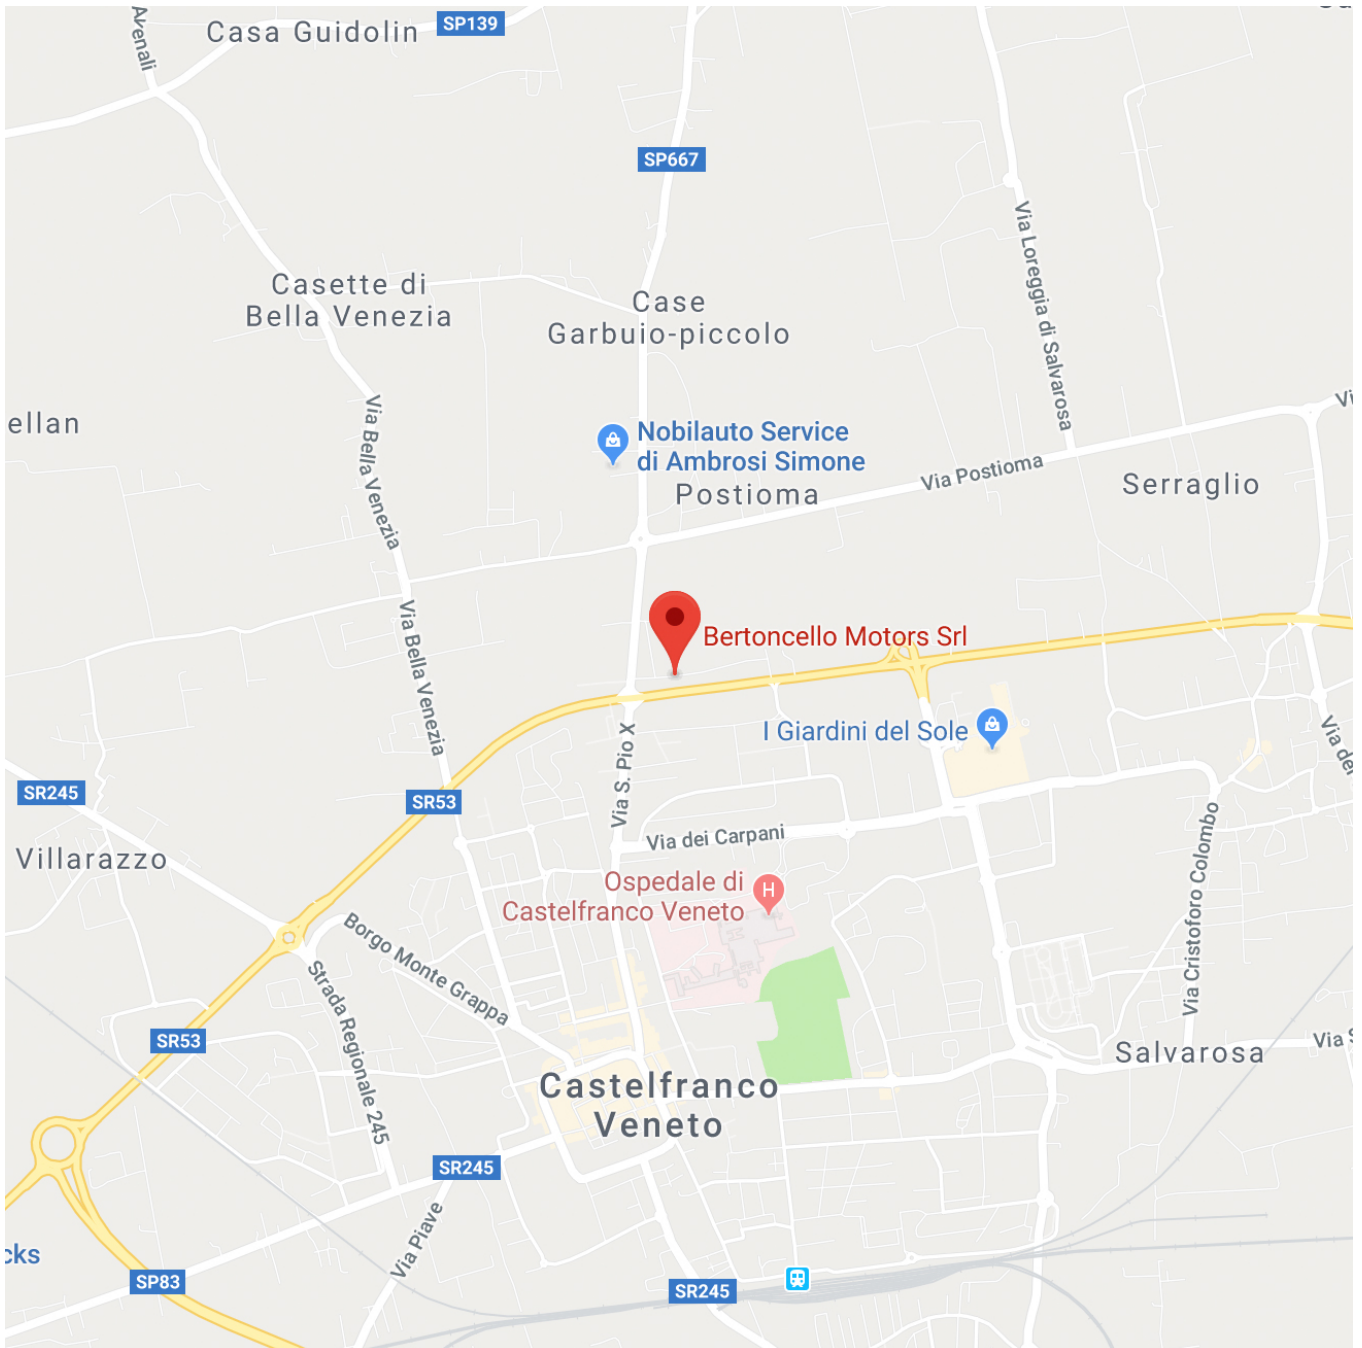 Avenali
Casa Guidolin
SP139
SP667
Via Loreggia di Salvarosa
Casette di
Bella Venezia
Case
Garbuio-piccolo
ellan
Via Bella Venezia
Nobilauto Service
di Ambrosi Simone
Postioma
Via Postioma
Serraglio
Vi
Via Bella Venezia
Bertoncello Motors Srl
I Giardini del Sole
Via S. Pio X
Via dei
SR245
SR53
Via dei Carpani
Via Cristoforo Colombo
Villarazzo
Ospedale di
Castelfranco Veneto
H
Borgo Monte Grappa
Strada Regionale 245
SR53
Salvarosa
Via S
Castelfranco
Veneto
SR245
Via Piave
cks
SP83
SR245